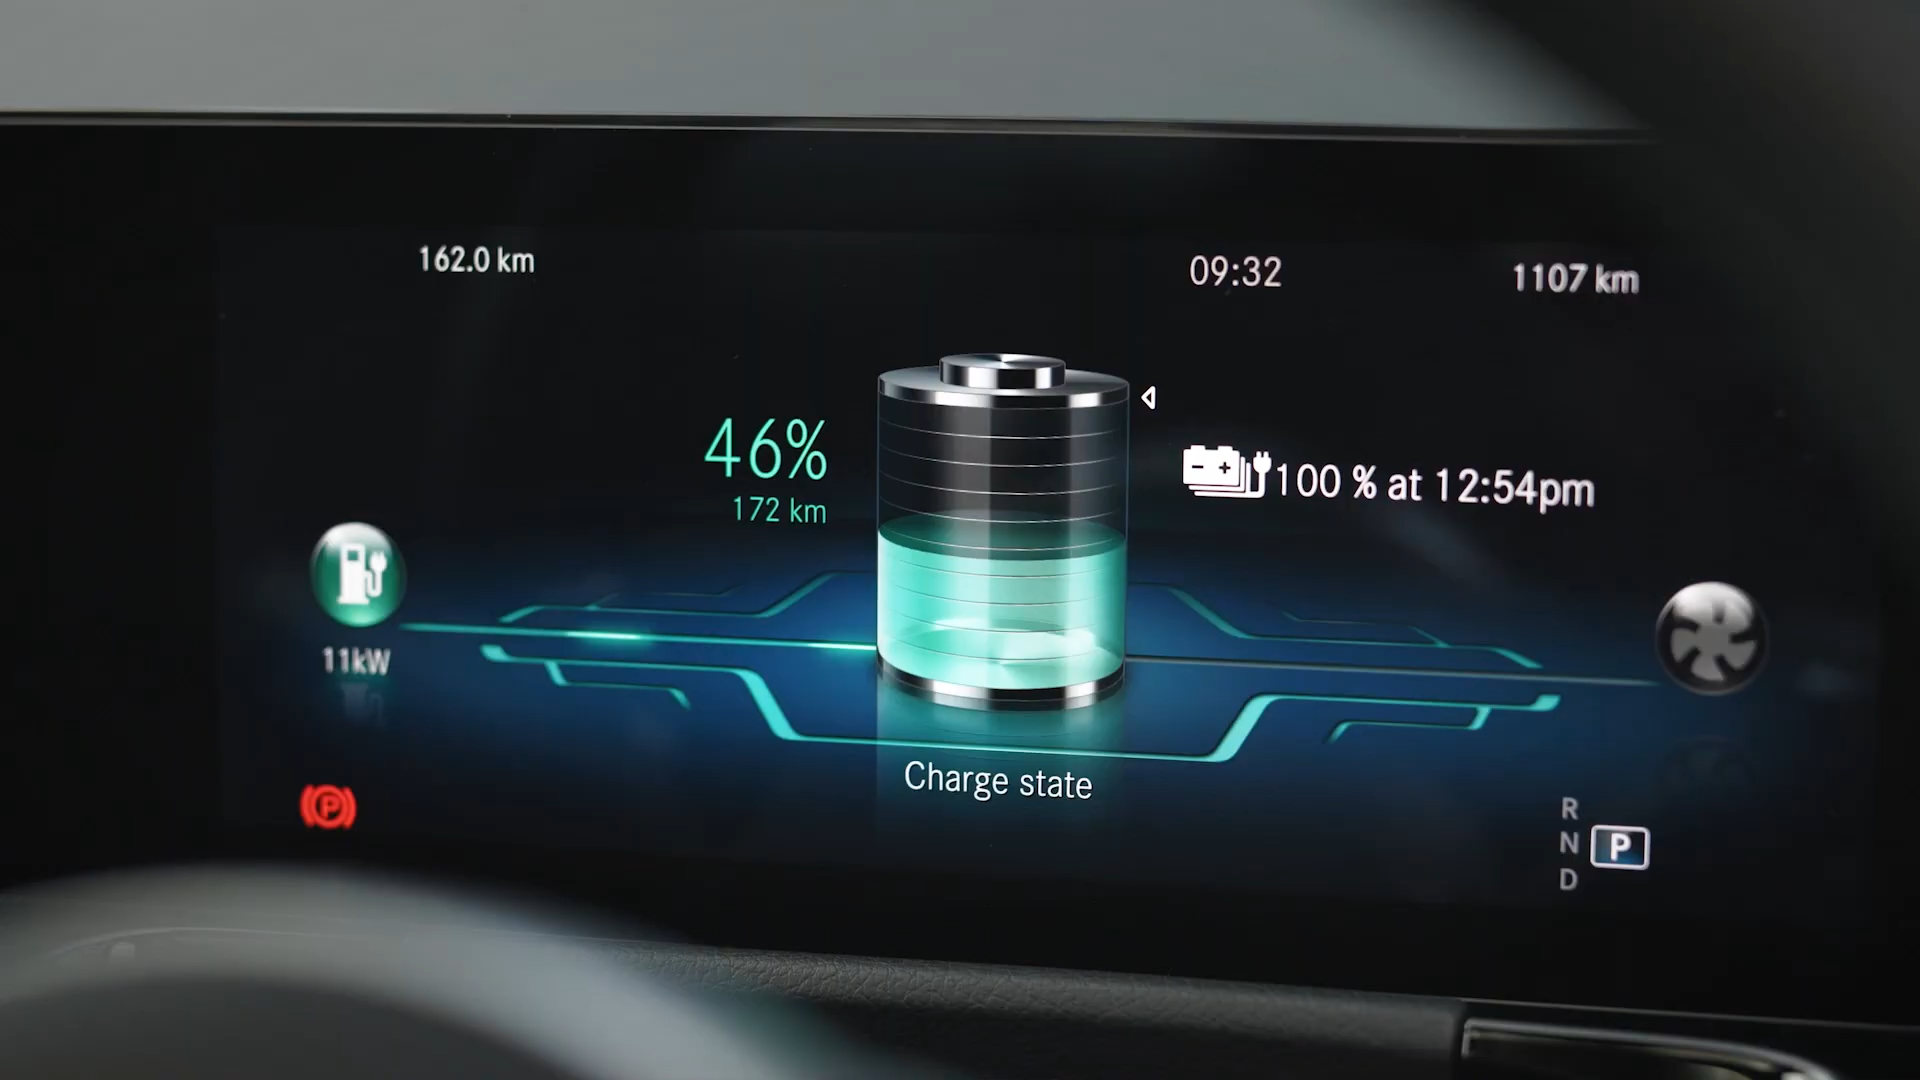 162.0 km
09:32
1107 km
46%
172 km
100 % at 12:54pm
11kW
Charge state
P
R
N
D
P